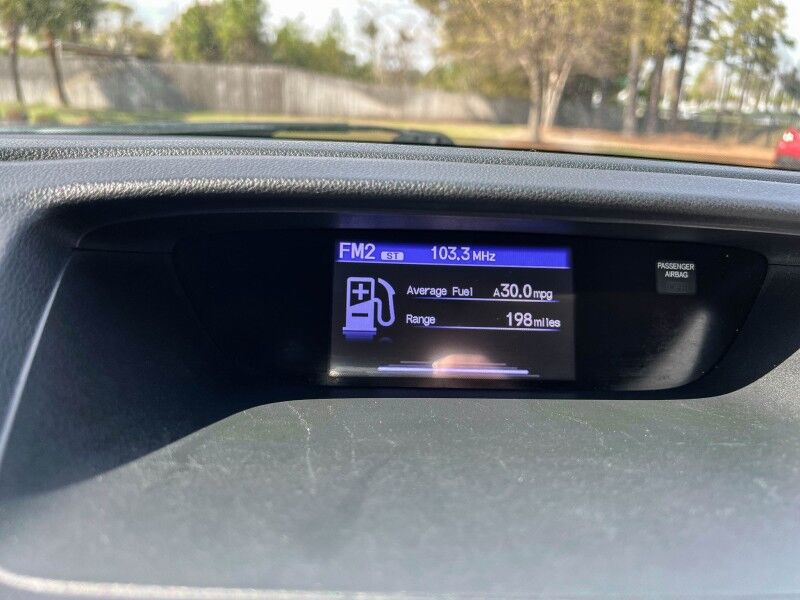 FM2 ST 103.3 MHz
Average Fuel A30.0mpg
Range 198miles
PASSENGER
AIRBAG